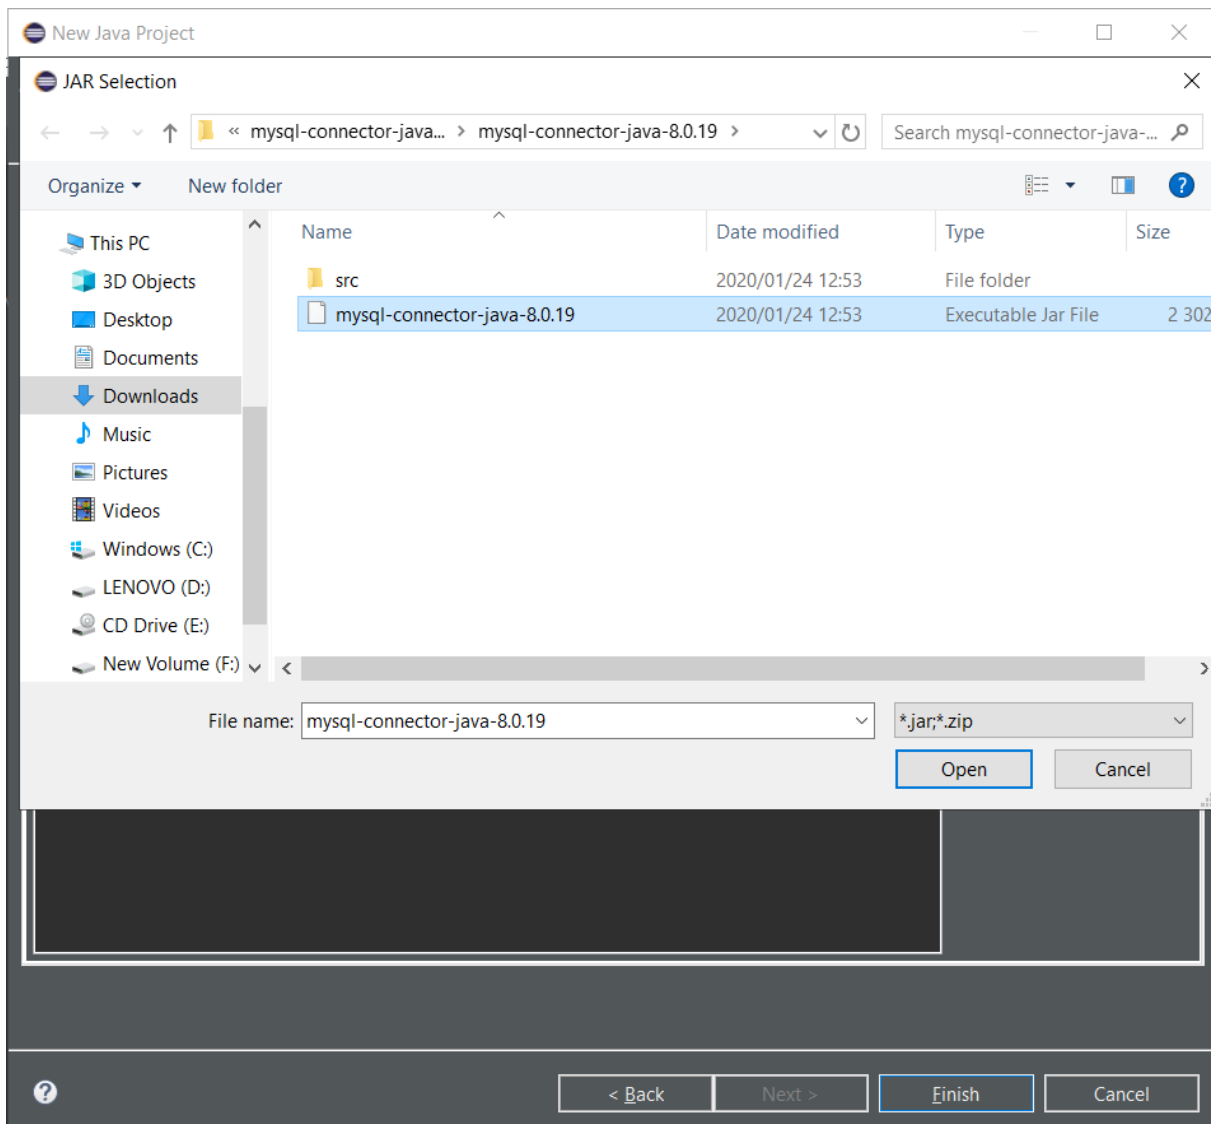 New Java Project
JAR Selection
« mysql-connector-java... > mysql-connector-java-8.0.19 >
Search mysql-connector-java-...
Organize
New folder
Name
Date modified
Type
Size
This PC
3D Objects
Desktop
Documents
Downloads
Music
Pictures
Videos
Windows (C:)
LENOVO (D:)
CD Drive (E:)
New Volume (F:)
src 2020/01/24 12:53 File folder
mysql-connector-java-8.0.19 2020/01/24 12:53 Executable Jar File 2 302
File name: mysql-connector-java-8.0.19
*.jar;*.zip
Open
Cancel
< Back
Next >
Finish
Cancel